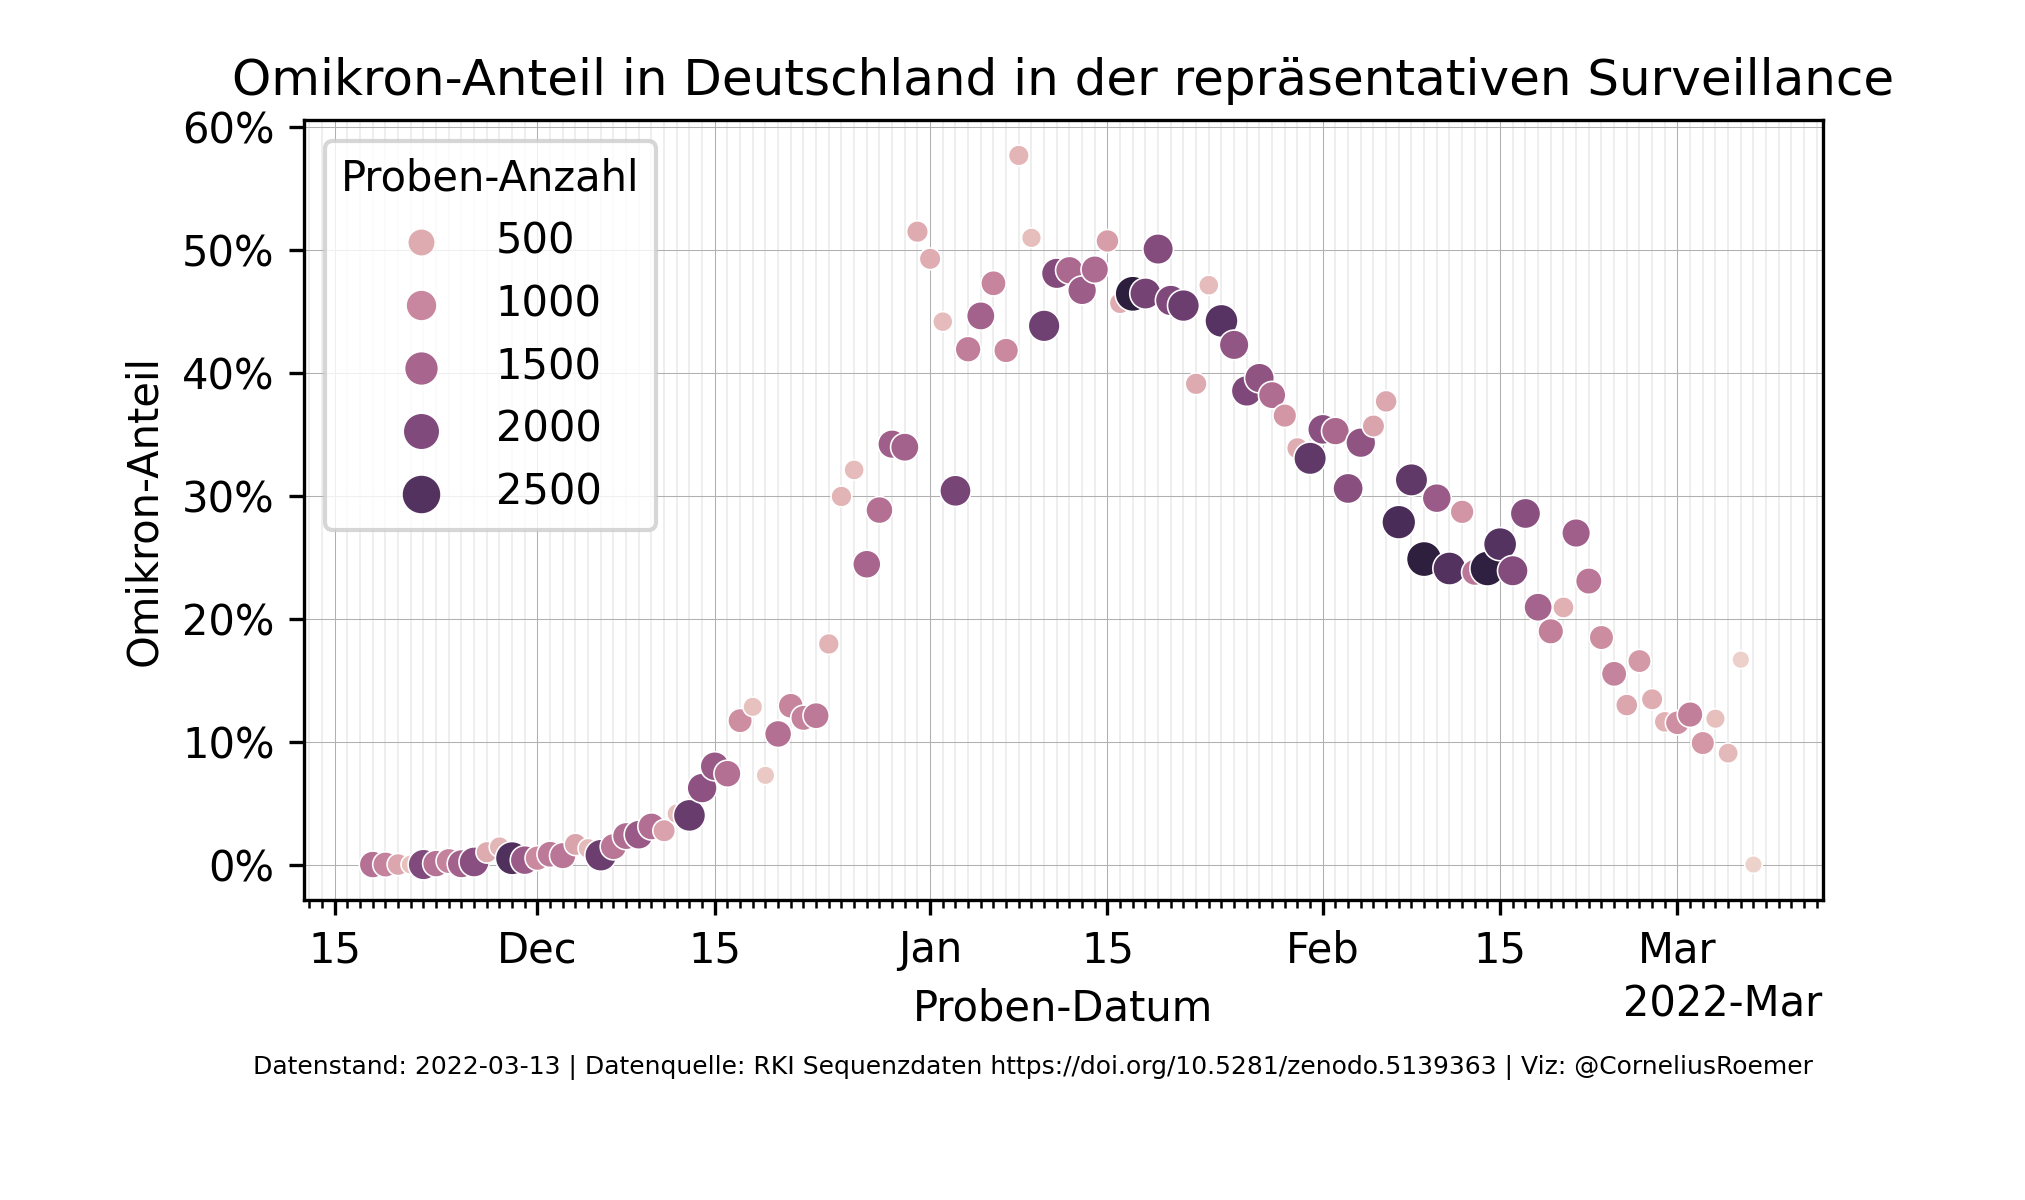 Omikron-Anteil in Deutschland in der repräsentativen Surveillance
60%
50%
40%
30%
20%
10%
0%
Omikron-Anteil
Proben-Anzahl
500
1000
1500
2000
2500
15 Dec 15 Jan 15 Feb 15 Mar
2022-Mar
Proben-Datum
Datenstand: 2022-03-13 | Datenquelle: RKI Sequenzdaten https://doi.org/10.5281/zenodo.5139363 | Viz: @CorneliusRoemer